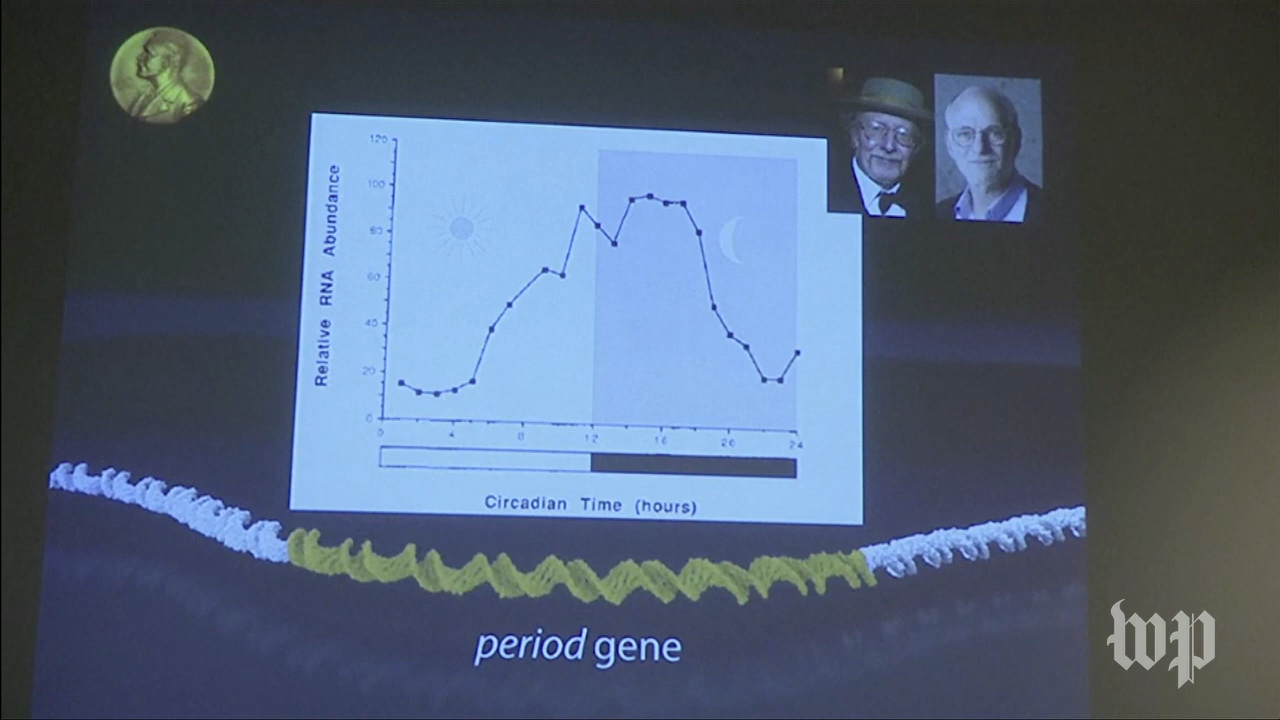 120
100
80
60
40
20
0
Relative RNA Abundance
0 4 8 12 16 20 24
Circadian Time (hours)
period gene
wp